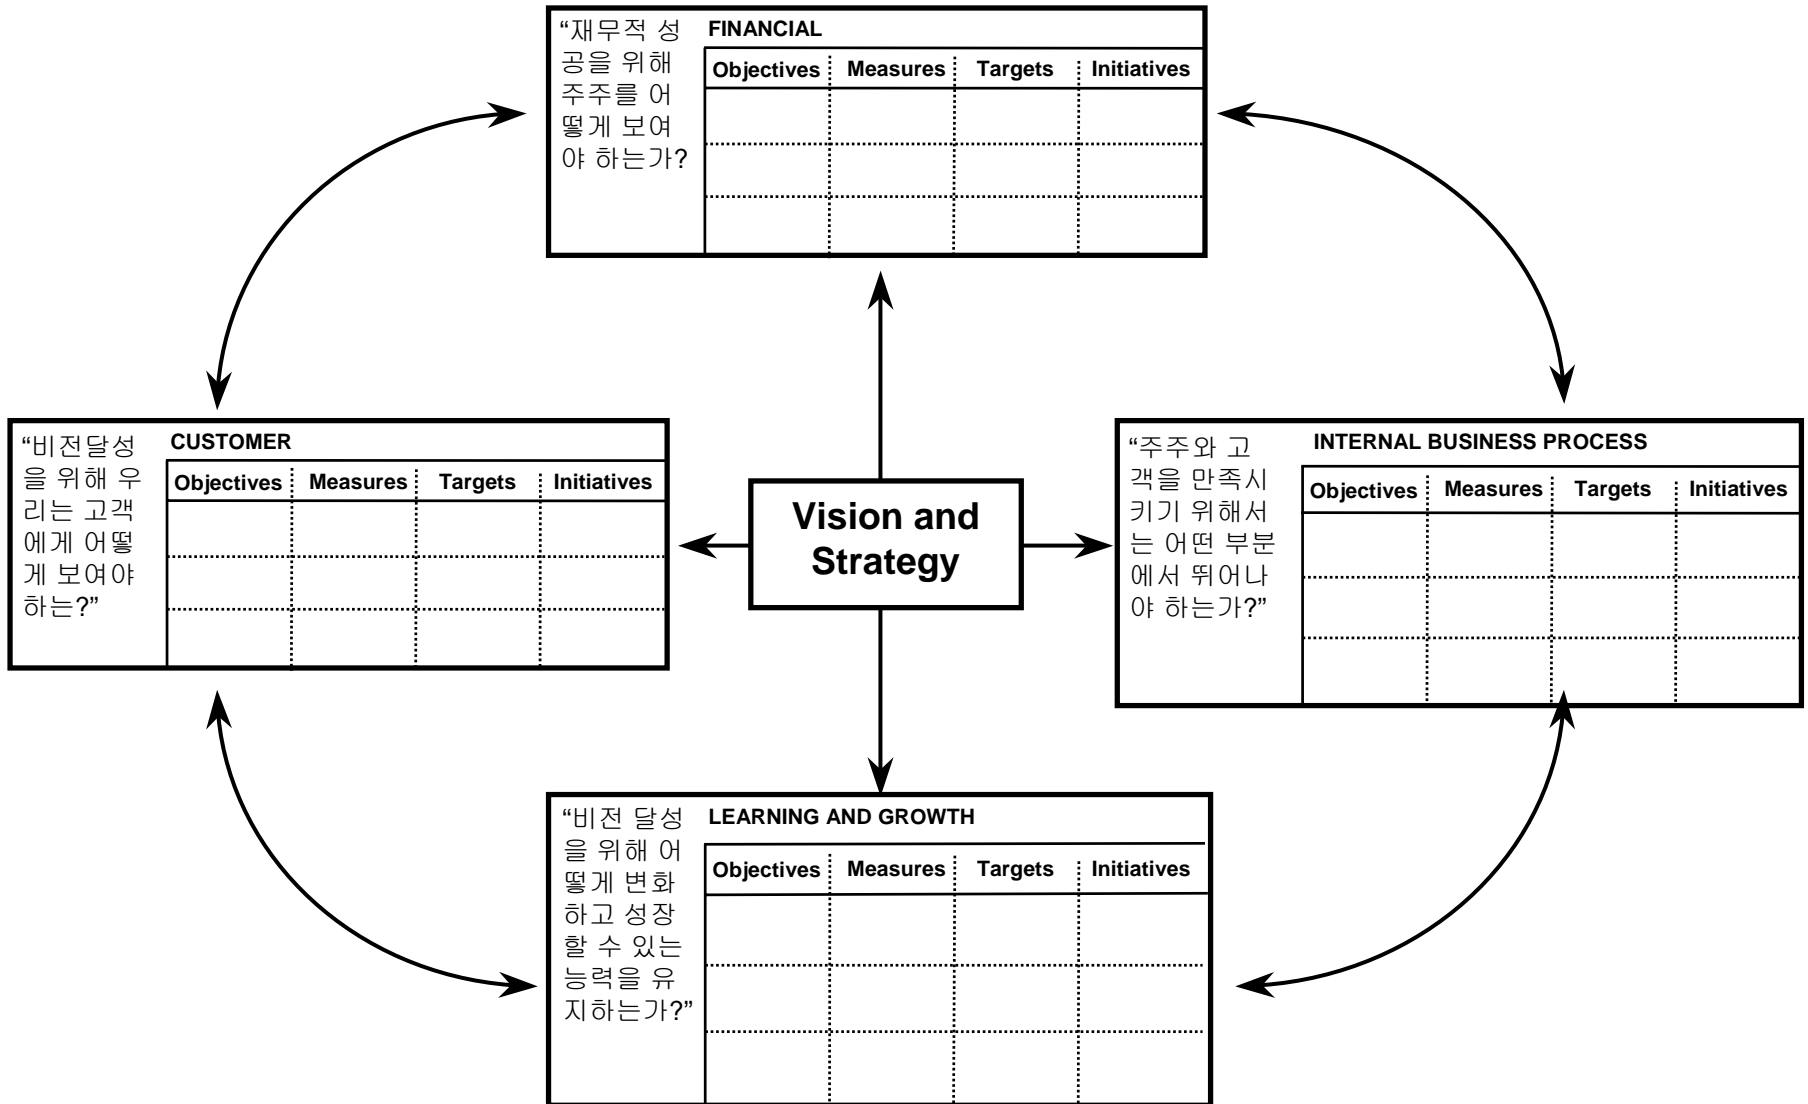 “재무적 성
공을 위해
주주를 어
떻게 보여
야 하는가?
FINANCIAL
Objectives Measures Targets Initiatives
“비전달성
을 위해 우
리는 고객
에게 어떻
게 보여야
하는?”
CUSTOMER
Objectives Measures Targets Initiatives
Vision and
Strategy
“주주와 고
객을 만족시
키기 위해서
는 어떤 부분
에서 뛰어나
야 하는가?”
INTERNAL BUSINESS PROCESS
Objectives Measures Targets Initiatives
“비전 달성
을 위해 어
떻게 변화
하고 성장
할 수 있는
능력을 유
지하는가?”
LEARNING AND GROWTH
Objectives Measures Targets Initiatives